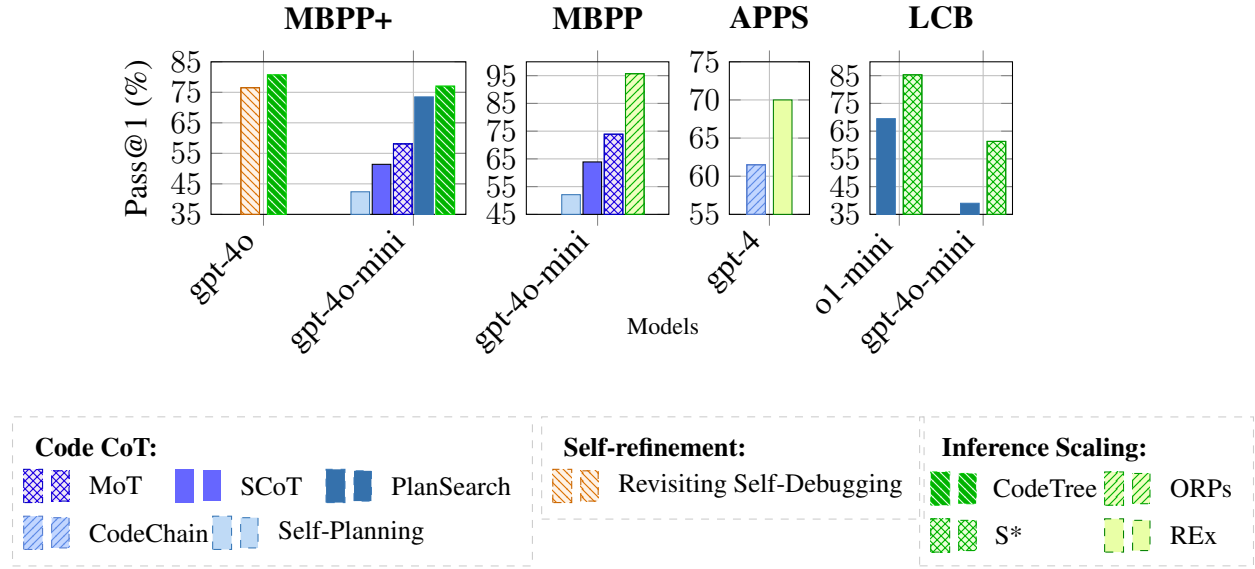 MBPP+ MBPP APPS LCB
Pass@1 (%)
85
75
65
55
45
35
95
85
75
65
55
45
75
70
65
60
55
85
75
65
55
45
35
gpt-4o gpt-4o-mini gpt-4o-mini gpt-4 o1-mini gpt-4o-mini
Models
Code CoT:
MoT SCoT PlanSearch
CodeChain Self-Planning
Self-refinement:
Revisiting Self-Debugging
Inference Scaling:
CodeTree ORPs
S* REx